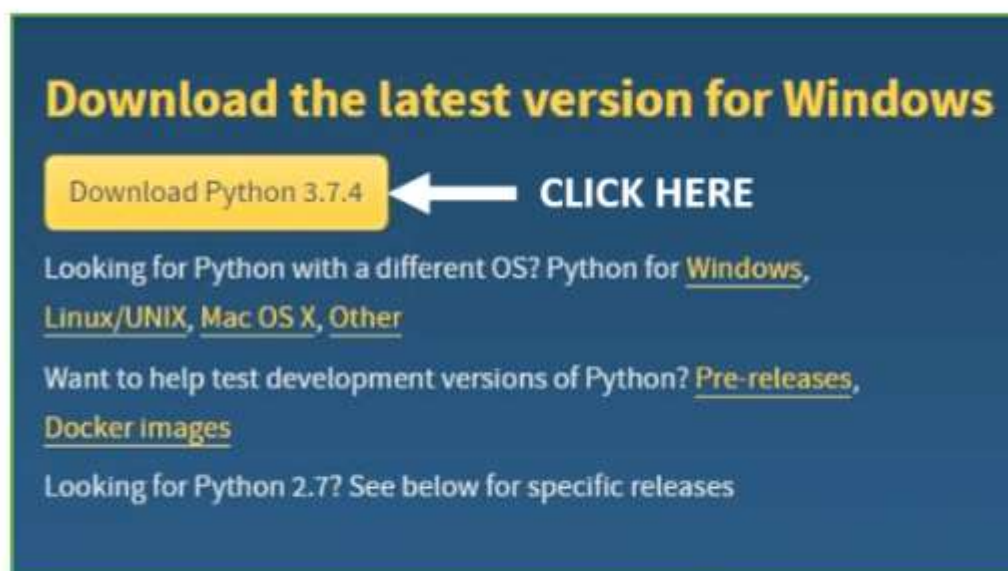 Download the latest version for Windows
Download Python 3.7.4
CLICK HERE
Looking for Python with a different OS? Python for Windows,
Linux/UNIX, Mac OS X, Other
Want to help test development versions of Python? Pre-releases,
Docker images
Looking for Python 2.7? See below for specific releases